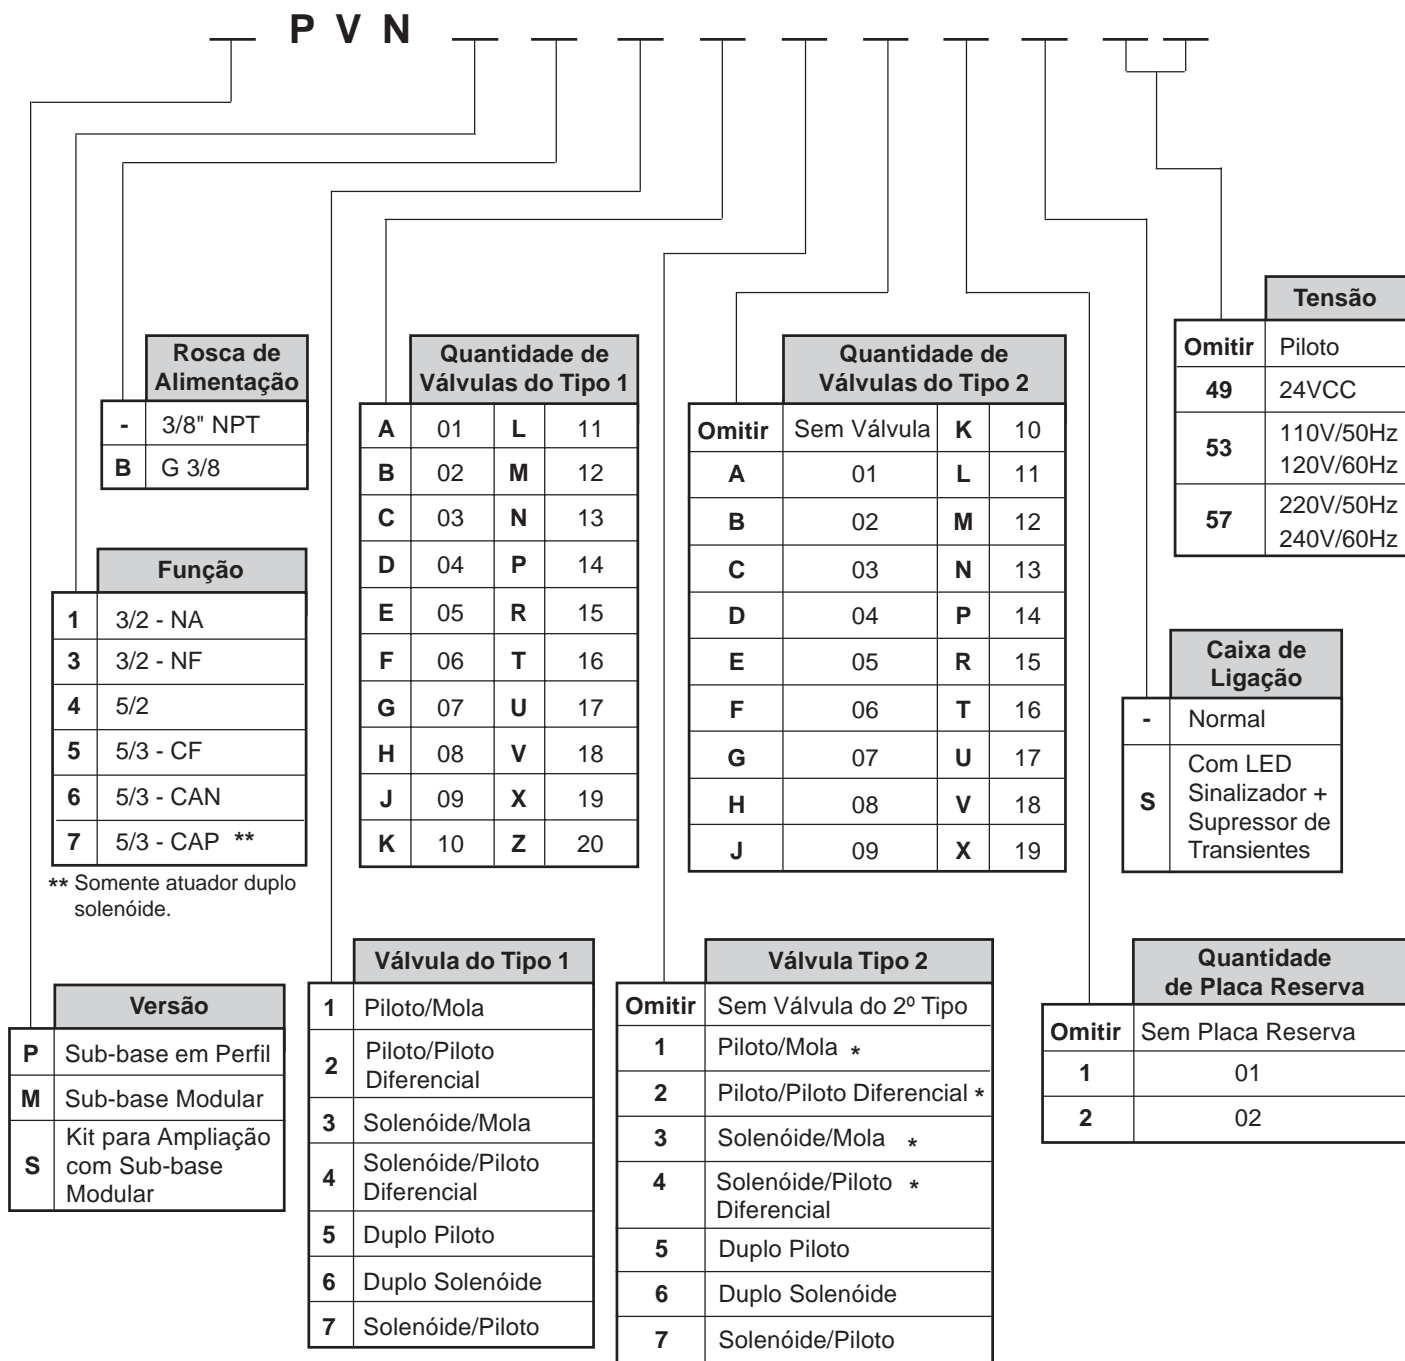 P V N
Rosca de
Alimentação
- 3/8" NPT
B G 3/8
Função
1 3/2 - NA
3 3/2 - NF
4 5/2
5 5/3 - CF
6 5/3 - CAN
7 5/3 - CAP **
** Somente atuador duplo
solenóide.
Versão
P Sub-base em Perfil
M Sub-base Modular
S Kit para Ampliação
com Sub-base
Modular
Quantidade de
Válvulas do Tipo 1
A 01 L 11
B 02 M 12
C 03 N 13
D 04 P 14
E 05 R 15
F 06 T 16
G 07 U 17
H 08 V 18
J 09 X 19
K 10 Z 20
Válvula do Tipo 1
1 Piloto/Mola
2 Piloto/Piloto
Diferencial
3 Solenóide/Mola
4 Solenóide/Piloto
Diferencial
5 Duplo Piloto
6 Duplo Solenóide
7 Solenóide/Piloto
Quantidade de
Válvulas do Tipo 2
Omitir Sem Válvula K 10
A 01 L 11
B 02 M 12
C 03 N 13
D 04 P 14
E 05 R 15
F 06 T 16
G 07 U 17
H 08 V 18
J 09 X 19
Válvula Tipo 2
Omitir Sem Válvula do 2º Tipo
1 Piloto/Mola *
2 Piloto/Piloto Diferencial *
3 Solenóide/Mola *
4 Solenóide/Piloto *
Diferencial
5 Duplo Piloto
6 Duplo Solenóide
7 Solenóide/Piloto
Tensão
Omitir Piloto
49 24VCC
53 110V/50Hz
120V/60Hz
57 220V/50Hz
240V/60Hz
Caixa de
Ligação
- Normal
S Com LED
Sinalizador +
Supressor de
Transientes
Quantidade
de Placa Reserva
Omitir Sem Placa Reserva
1 01
2 02